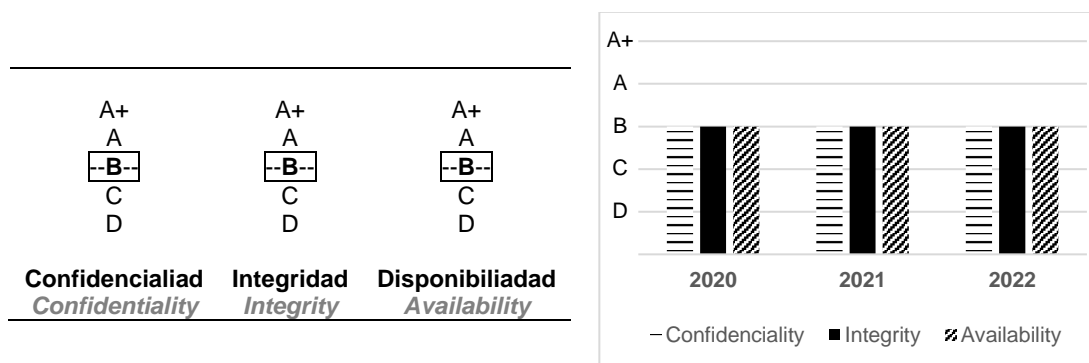 A+ A+ A+
A A A
--B-- --B-- --B--
C C C
D D D
Confidencialiad Integridad Disponibiliadad
Confidentiality Integrity Availability
A+
A
B
C
D
2020 2021 2022
Confidenciality Integrity Availability